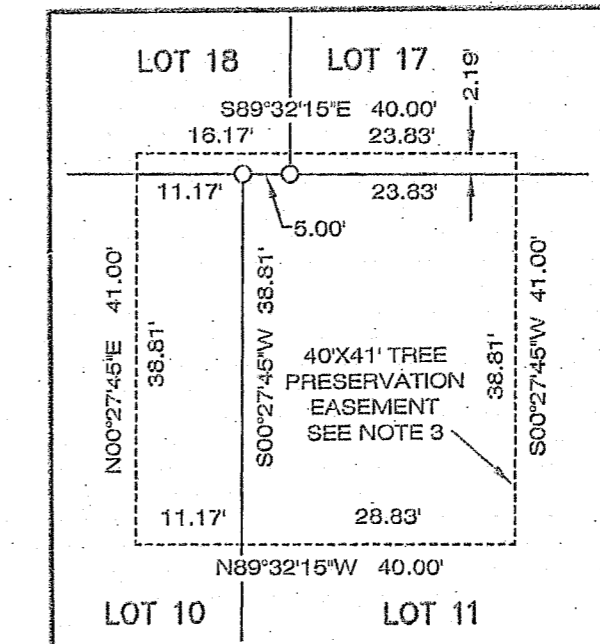 LOT 18
LOT 17
2.19'
S89°32'15"E 40.00'
16.17'
23.83'
11.17'
23.83'
5.00'
N00°27'45"E 41.00'
38.81'
S00°27'45"W 38.81'
38.81'
S00°27'45"W 41.00'
40'X41' TREE
PRESERVATION
EASEMENT
SEE NOTE 3
11.17'
28.83'
N89°32'15"W 40.00'
LOT 10
LOT 11